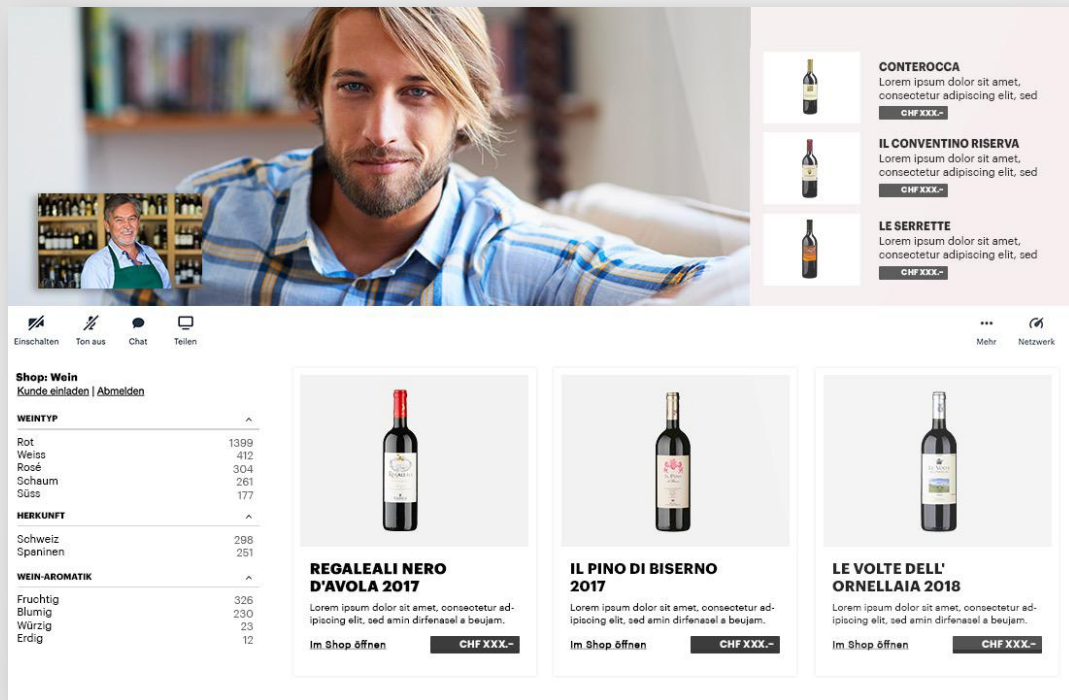 CONTEROCCA
Lorem ipsum dolor sit amet,
consectetur adipiscing elit, sed
CHF XXX.–
IL CONVENTINO RISERVA
Lorem ipsum dolor sit amet,
consectetur adipiscing elit, sed
CHF XXX.–
LE SERRETTE
Lorem ipsum dolor sit amet,
consectetur adipiscing elit, sed
CHF XXX.–
Einschalten
Ton aus
Chat
Teilen
Mehr
Netzwerk
Shop: Wein
Kunde einladen | Abmelden
WEINTYP
Rot 1399
Weiss 412
Rosé 304
Schaum 261
Süss 177
HERKUNFT
Schweiz 298
Spaninen 251
WEIN-AROMATIK
Fruchtig 326
Blumig 230
Würzig 23
Erdig 12
REGALEALI NERO
D'AVOLA 2017
Lorem ipsum dolor sit amet, consectetur ad-
ipiscing elit, sed amin dirfenasel a beujam.
Im Shop öffnen
CHF XXX.–
IL PINO DI BISERNO
2017
Lorem ipsum dolor sit amet, consectetur ad-
ipiscing elit, sed amin dirfenasel a beujam.
Im Shop öffnen
CHF XXX.–
LE VOLTE DELL'
ORNELLAIA 2018
Lorem ipsum dolor sit amet, consectetur ad-
ipiscing elit, sed amin dirfenasel a beujam.
Im Shop öffnen
CHF XXX.–